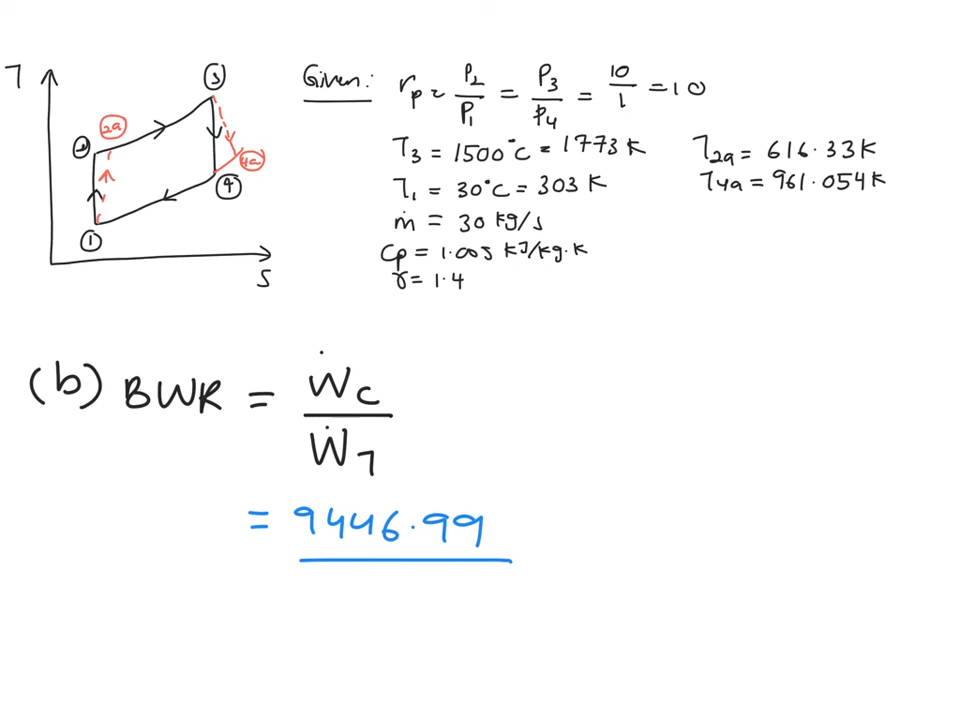 T
S
①
②
2a
③
4a
④
Given: rp = P2/P1 = P3/P4 = 10/1 = 10
T3 = 1500°C = 1773 K
T1 = 30°C = 303 K
ṁ = 30 kg/s
Cp = 1.005 kJ/kg.K
γ = 1.4
T2a = 616.33K
T4a = 961.054K
(b) BWR = ẆC/ẆT
= 9446.99